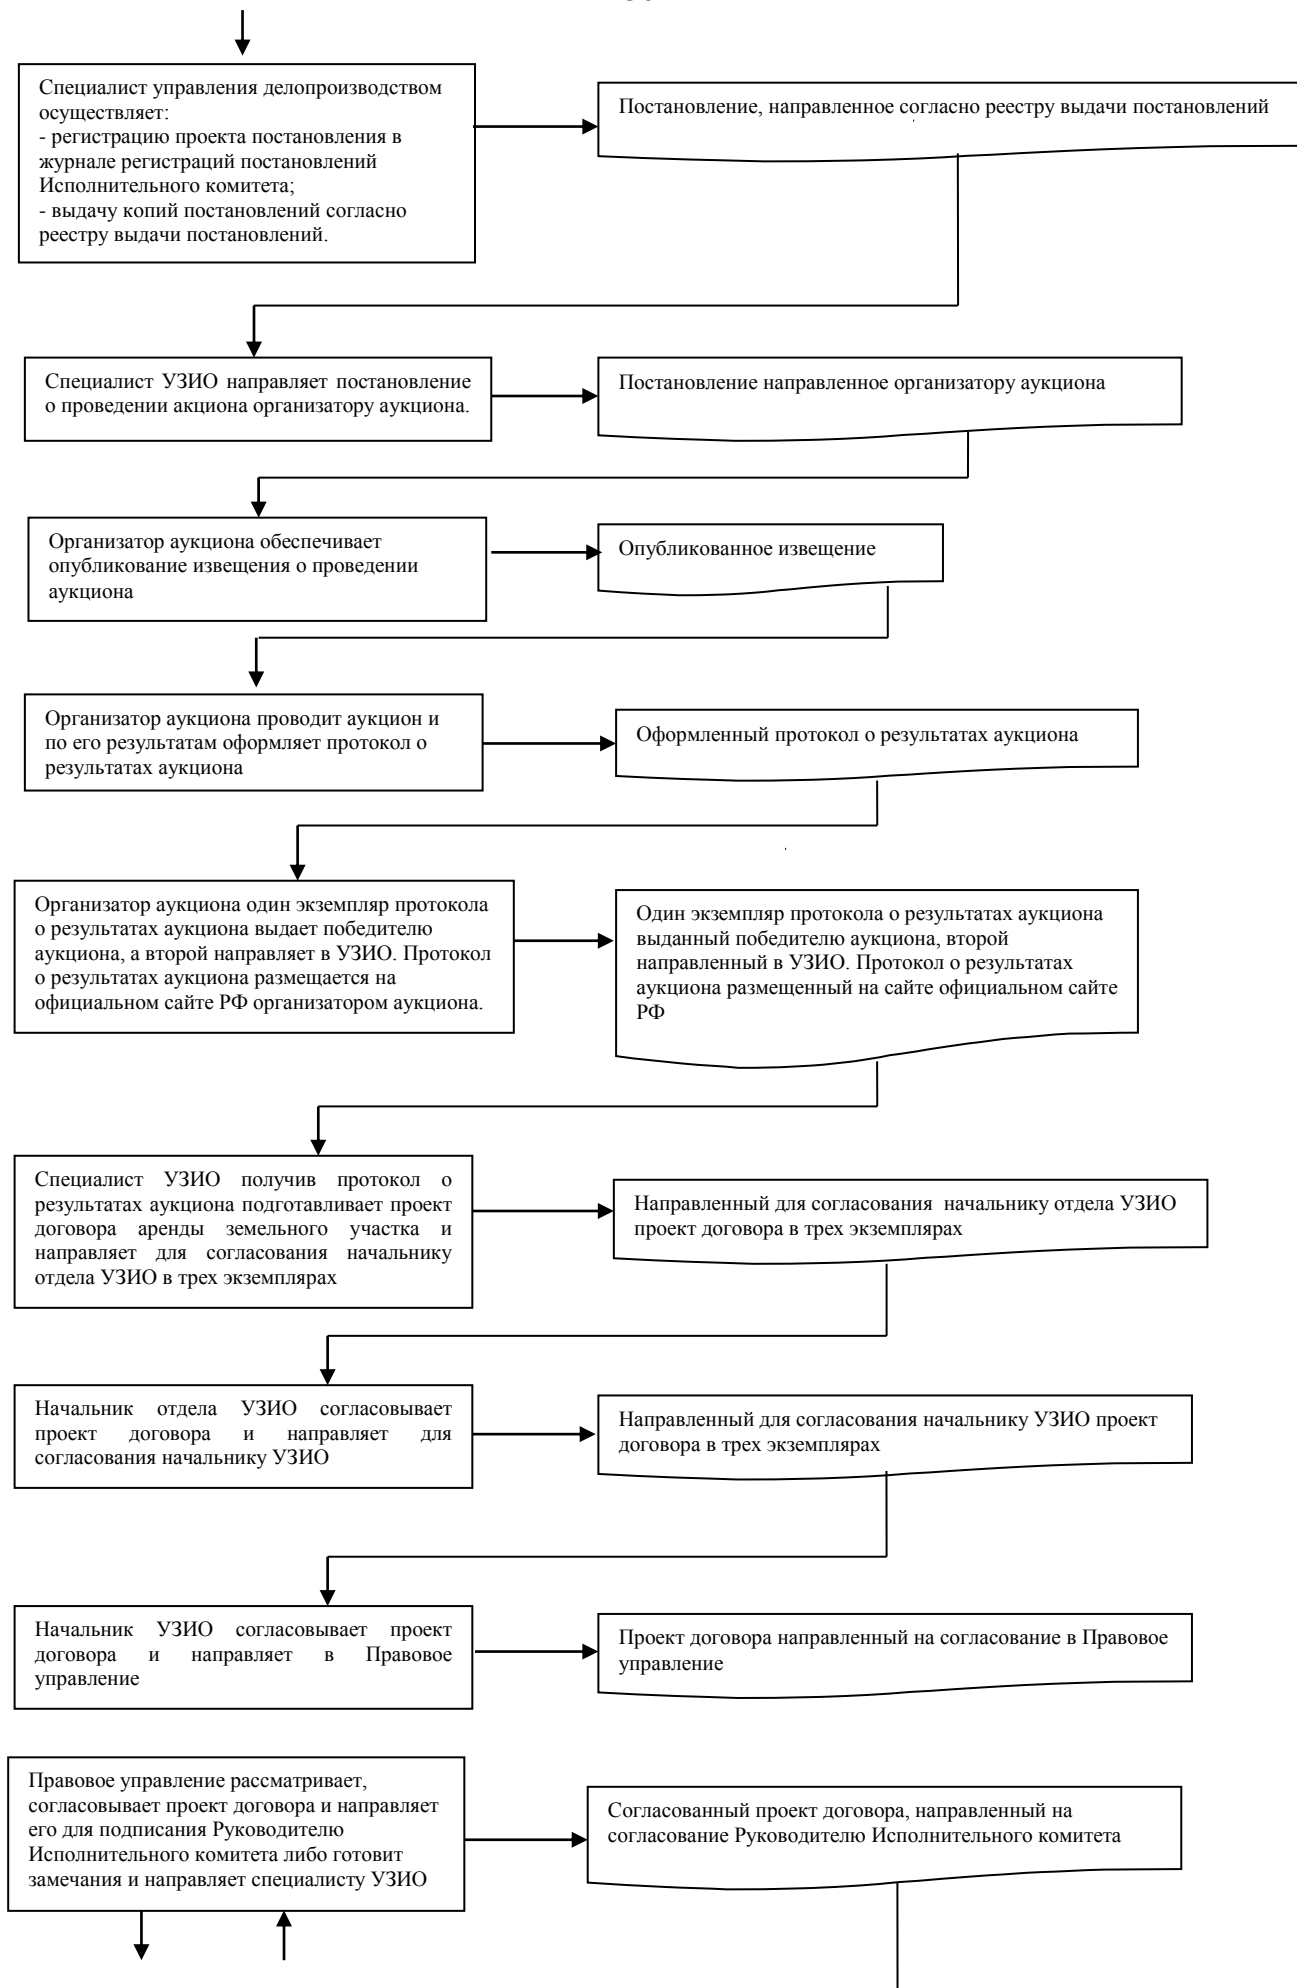 Специалист управления делопроизводством
осуществляет:
- регистрацию проекта постановления в
журнале регистраций постановлений
Исполнительного комитета;
- выдачу копий постановлений согласно
реестру выдачи постановлений.
Постановление, направленное согласно реестру выдачи постановлений
Специалист УЗИО направляет постановление
о проведении акциона организатору аукциона.
Постановление направленное организатору аукциона
Организатор аукциона обеспечивает
опубликование извещения о проведении
аукциона
Опубликованное извещение
Организатор аукциона проводит аукцион и
по его результатам оформляет протокол о
результатах аукциона
Оформленный протокол о результатах аукциона
Организатор аукциона один экземпляр протокола
о результатах аукциона выдает победителю
аукциона, а второй направляет в УЗИО. Протокол
о результатах аукциона размещается на
официальном сайте РФ организатором аукциона.
Один экземпляр протокола о результатах аукциона
выданный победителю аукциона, второй
направленный в УЗИО. Протокол о результатах
аукциона размещенный на сайте официальном сайте
РФ
Специалист УЗИО получив протокол о
результатах аукциона подготавливает проект
договора аренды земельного участка и
направляет для согласования начальнику
отдела УЗИО в трех экземплярах
Направленный для согласования начальнику отдела УЗИО
проект договора в трех экземплярах
Начальник отдела УЗИО согласовывает
проект договора и направляет для
согласования начальнику УЗИО
Направленный для согласования начальнику УЗИО проект
договора в трех экземплярах
Начальник УЗИО согласовывает проект
договора и направляет в Правовое
управление
Проект договора направленный на согласование в Правовое
управление
Правовое управление рассматривает,
согласовывает проект договора и направляет
его для подписания Руководителю
Исполнительного комитета либо готовит
замечания и направляет специалисту УЗИО
Согласованный проект договора, направленный на
согласование Руководителю Исполнительного комитета